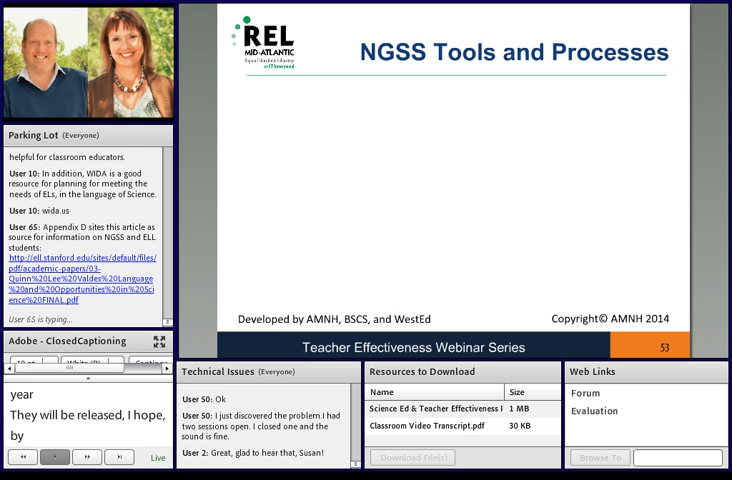 REL
MID-ATLANTIC
Regional Educational Laboratory
NGSS Tools and Processes
Developed by AMNH, BSCS, and WestEd
Copyright© AMNH 2014
Teacher Effectiveness Webinar Series
53
Parking Lot (Everyone)
helpful for classroom educators.
User 10: In addition, WIDA is a good
resource for planning for meeting the
needs of ELs, in the language of Science.
User 10: wida.us
User 65: Appendix D sites this article as
source for information on NGSS and ELL
students:
http://ell.stanford.edu/sites/default/files/
pdf/academic-papers/03-
Quinn%20Lee%20Valdes%20Language
%20and%20Opportunities%20in%20Sci
ence%20FINAL.pdf
User 65 is typing...
Adobe - ClosedCaptioning
year
They will be released, I hope,
by
Live
Technical Issues (Everyone)
User 50: Ok
User 50: I just discovered the problem.I had
two sessions open. I closed one and the
sound is fine.
User 2: Great, glad to hear that, Susan!
Resources to Download
Name Size
Science Ed & Teacher Effectiveness 1 MB
Classroom Video Transcript.pdf 30 KB
Download File(s)
Web Links
Forum
Evaluation
Browse To